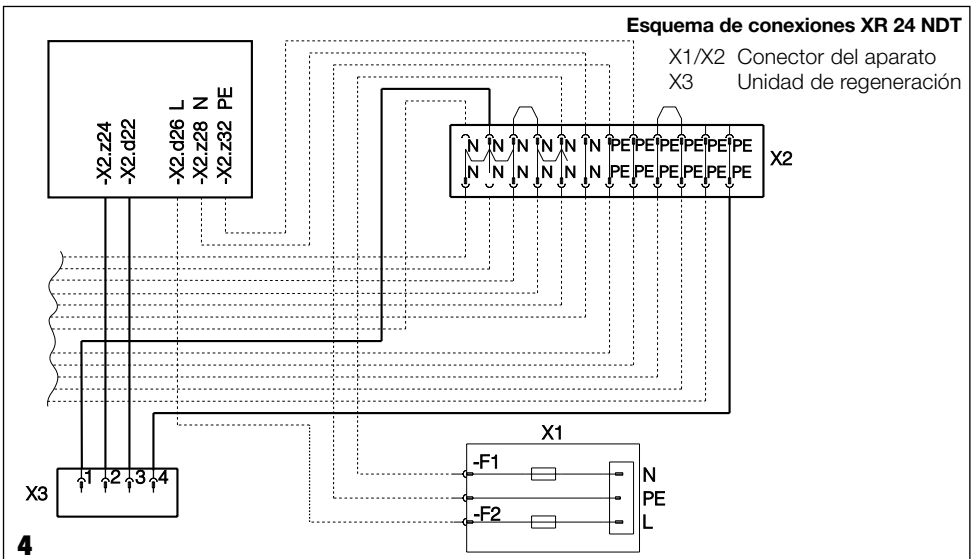 Esquema de conexiones XR 24 NDT
X1/X2 Conector del aparato
X3 Unidad de regeneración
-X2.z24
-X2.d22
-X2.d26 L
-X2.z28 N
-X2.z32 PE
N N N N N N PE PE PE PE PE PE
N N N N N N PE PE PE PE PE PE
X2
X1
-F1
N
PE
-F2
L
X3
1 2 3 4
4